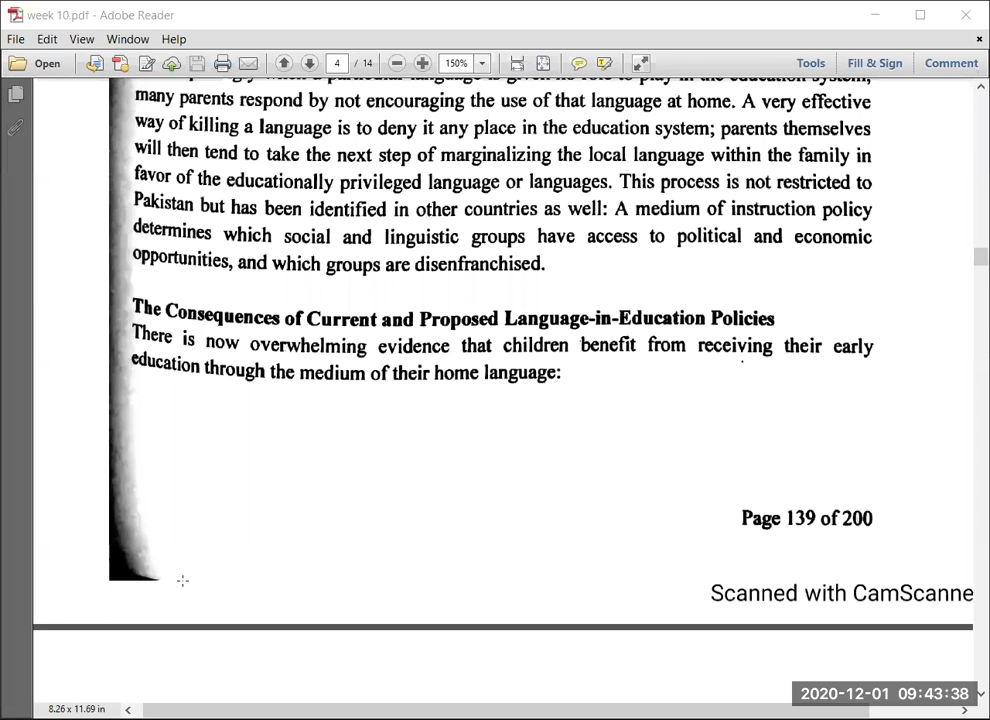 week 10.pdf - Adobe Reader
File Edit View Window Help
Open 4 / 14 150% Tools Fill & Sign Comment
many parents respond by not encouraging the use of that language at home. A very effective
way of killing a language is to deny it any place in the education system; parents themselves
will then tend to take the next step of marginalizing the local language within the family in
favor of the educationally privileged language or languages. This process is not restricted to
Pakistan but has been identified in other countries as well: A medium of instruction policy
determines which social and linguistic groups have access to political and economic
opportunities, and which groups are disenfranchised.
The Consequences of Current and Proposed Language-in-Education Policies
There is now overwhelming evidence that children benefit from receiving their early
education through the medium of their home language:
Page 139 of 200
Scanned with CamScanne
2020-12-01 09:43:38
8.26 x 11.69 in